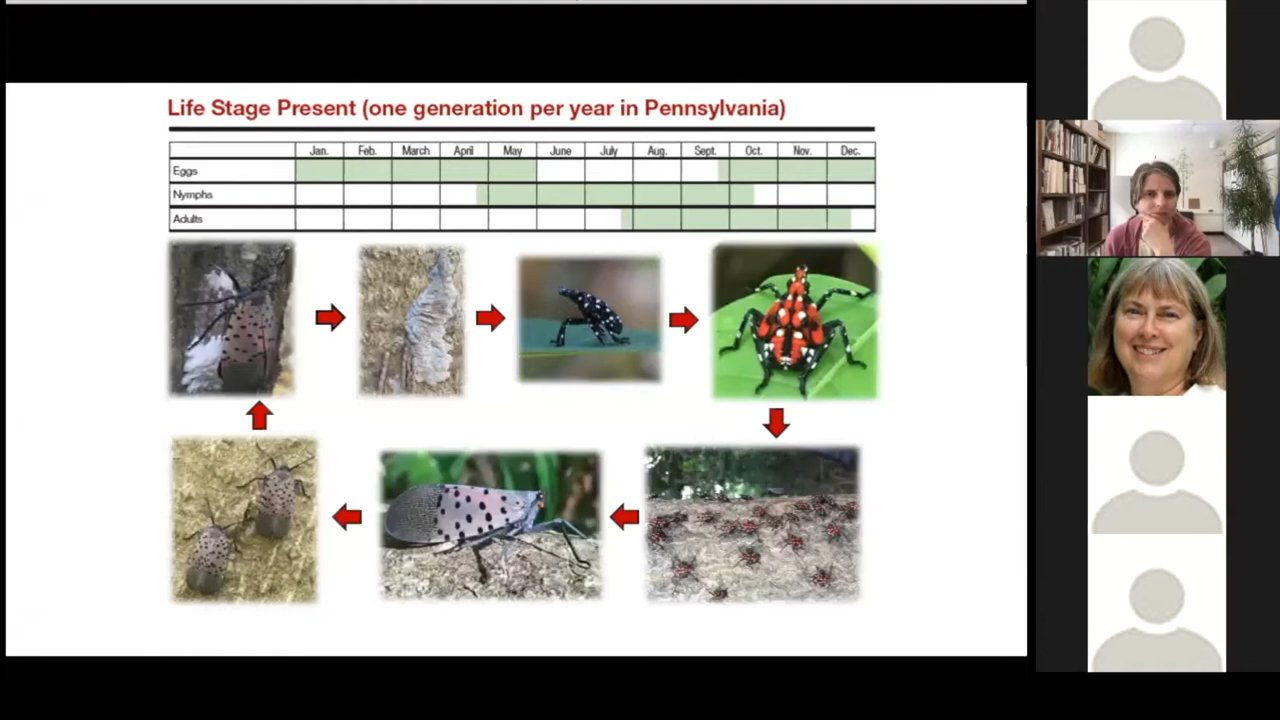 Life Stage Present (one generation per year in Pennsylvania)
Jan. Feb. March April May June July Aug. Sept. Oct. Nov. Dec.
Eggs
Nymphs
Adults